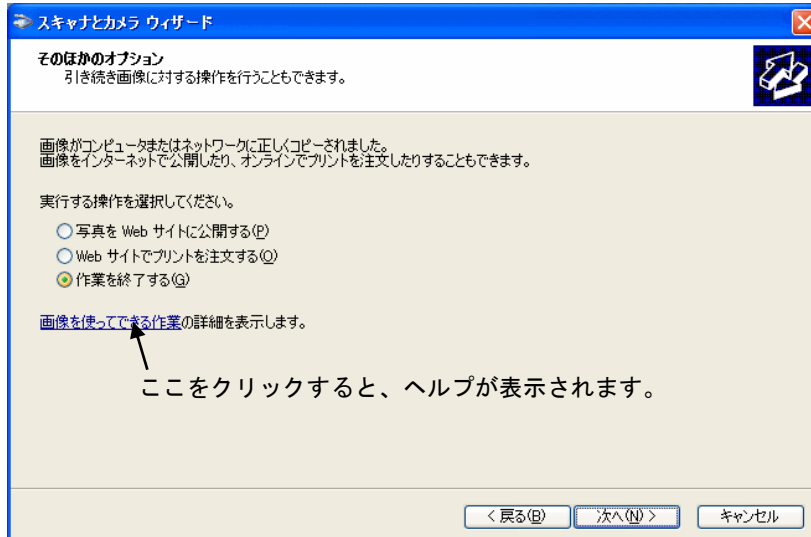 スキャナとカメラ ウィザード
そのほかのオプション
引き続き画像に対する操作を行うこともできます。
画像がコンピュータまたはネットワークに正しくコピーされました。
画像をインターネットで公開したり、オンラインでプリントを注文したりすることもできます。
実行する操作を選択してください。
写真を Web サイトに公開する(P)
Web サイトでプリントを注文する(O)
作業を終了する(G)
画像を使ってできる作業の詳細を表示します。
ここをクリックすると、ヘルプが表示されます。
< 戻る(B) 次へ(N) > キャンセル